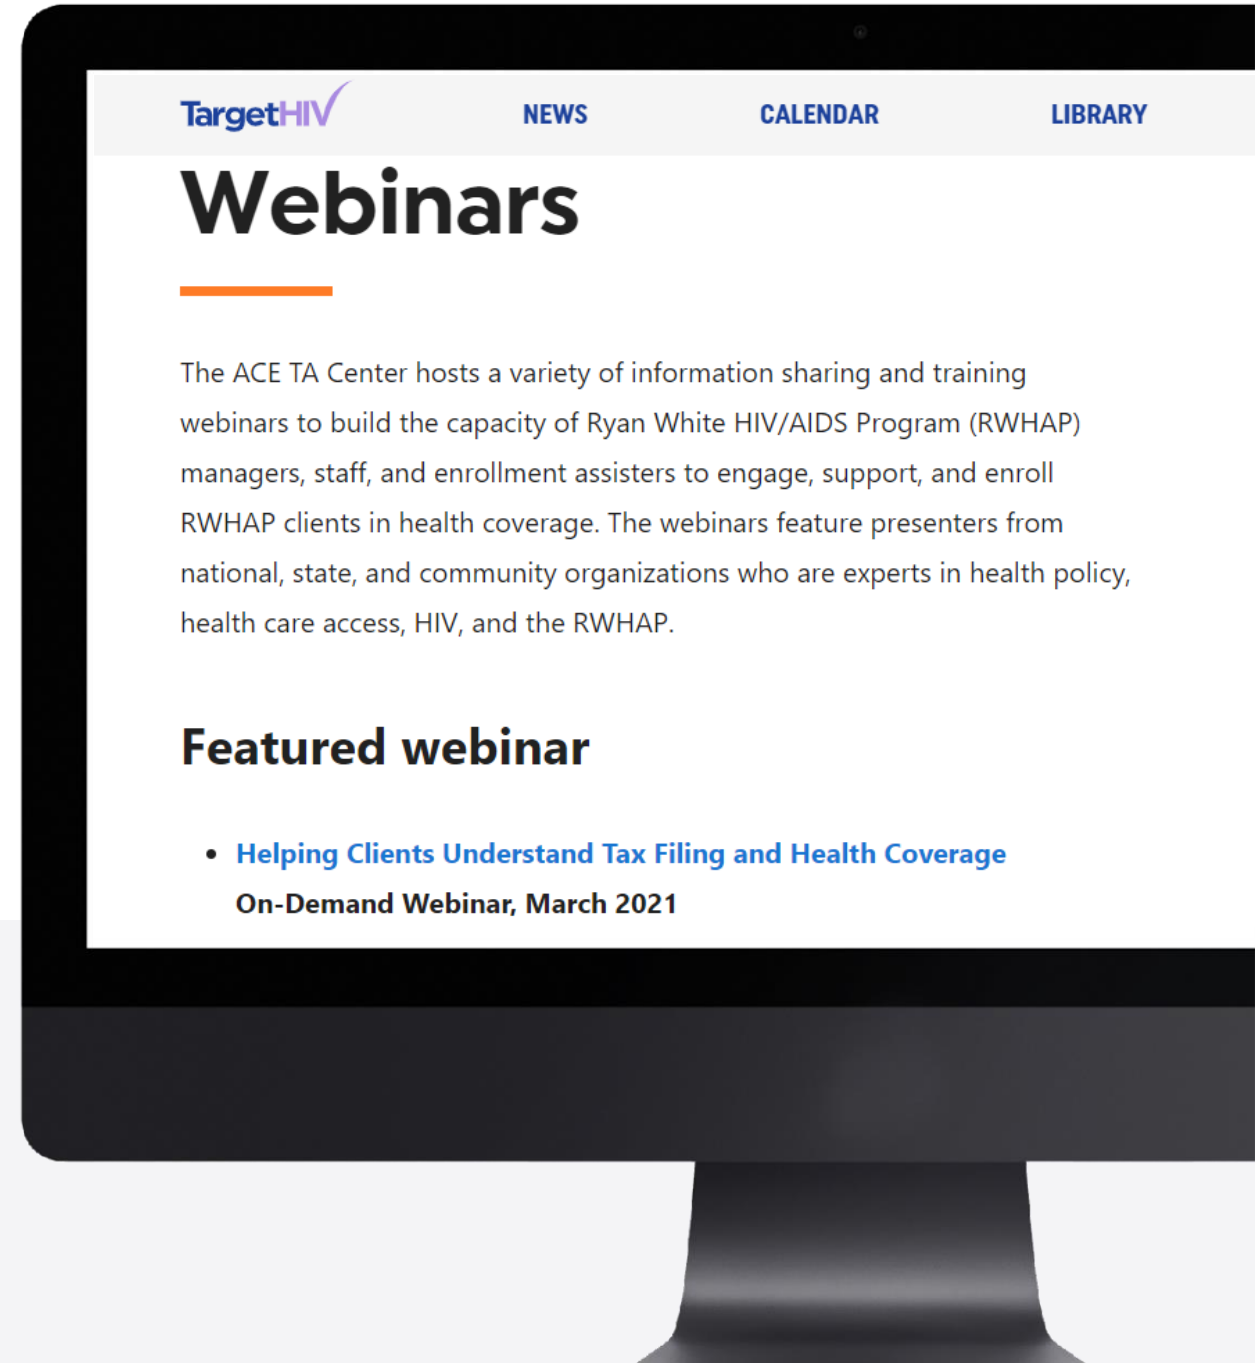 TargetHIV NEWS CALENDAR LIBRARY
Webinars
The ACE TA Center hosts a variety of information sharing and training
webinars to build the capacity of Ryan White HIV/AIDS Program (RWHAP)
managers, staff, and enrollment assisters to engage, support, and enroll
RWHAP clients in health coverage. The webinars feature presenters from
national, state, and community organizations who are experts in health policy,
health care access, HIV, and the RWHAP.
Featured webinar
• Helping Clients Understand Tax Filing and Health Coverage
On-Demand Webinar, March 2021